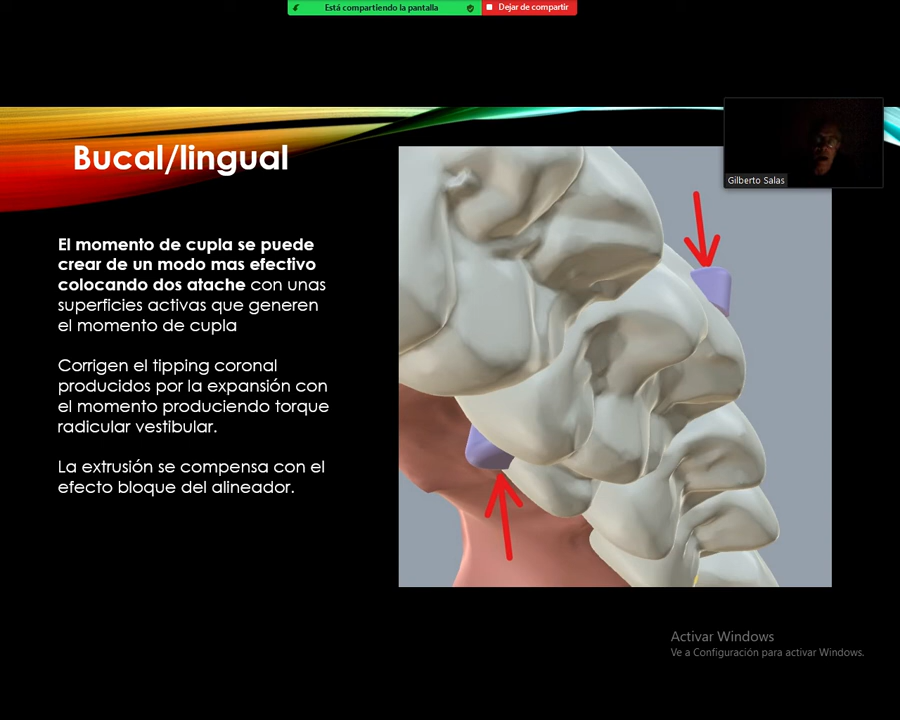 Está compartiendo la pantalla
Dejar de compartir
Bucal/lingual
Gilberto Salas
El momento de cupla se puede
crear de un modo mas efectivo
colocando dos atache con unas
superficies activas que generen
el momento de cupla
Corrigen el tipping coronal
producidos por la expansión con
el momento produciendo torque
radicular vestibular.
La extrusión se compensa con el
efecto bloque del alineador.
Activar Windows
Ve a Configuración para activar Windows.